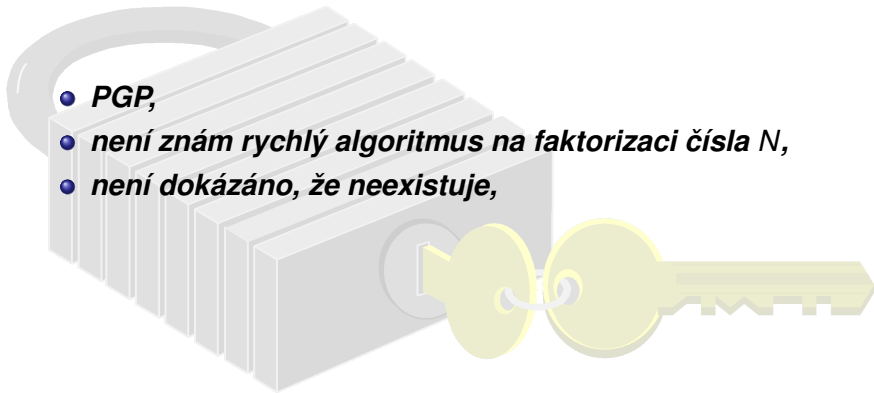 PGP,
není znám rychlý algoritmus na faktorizaci čísla N,
není dokázáno, že neexistuje,